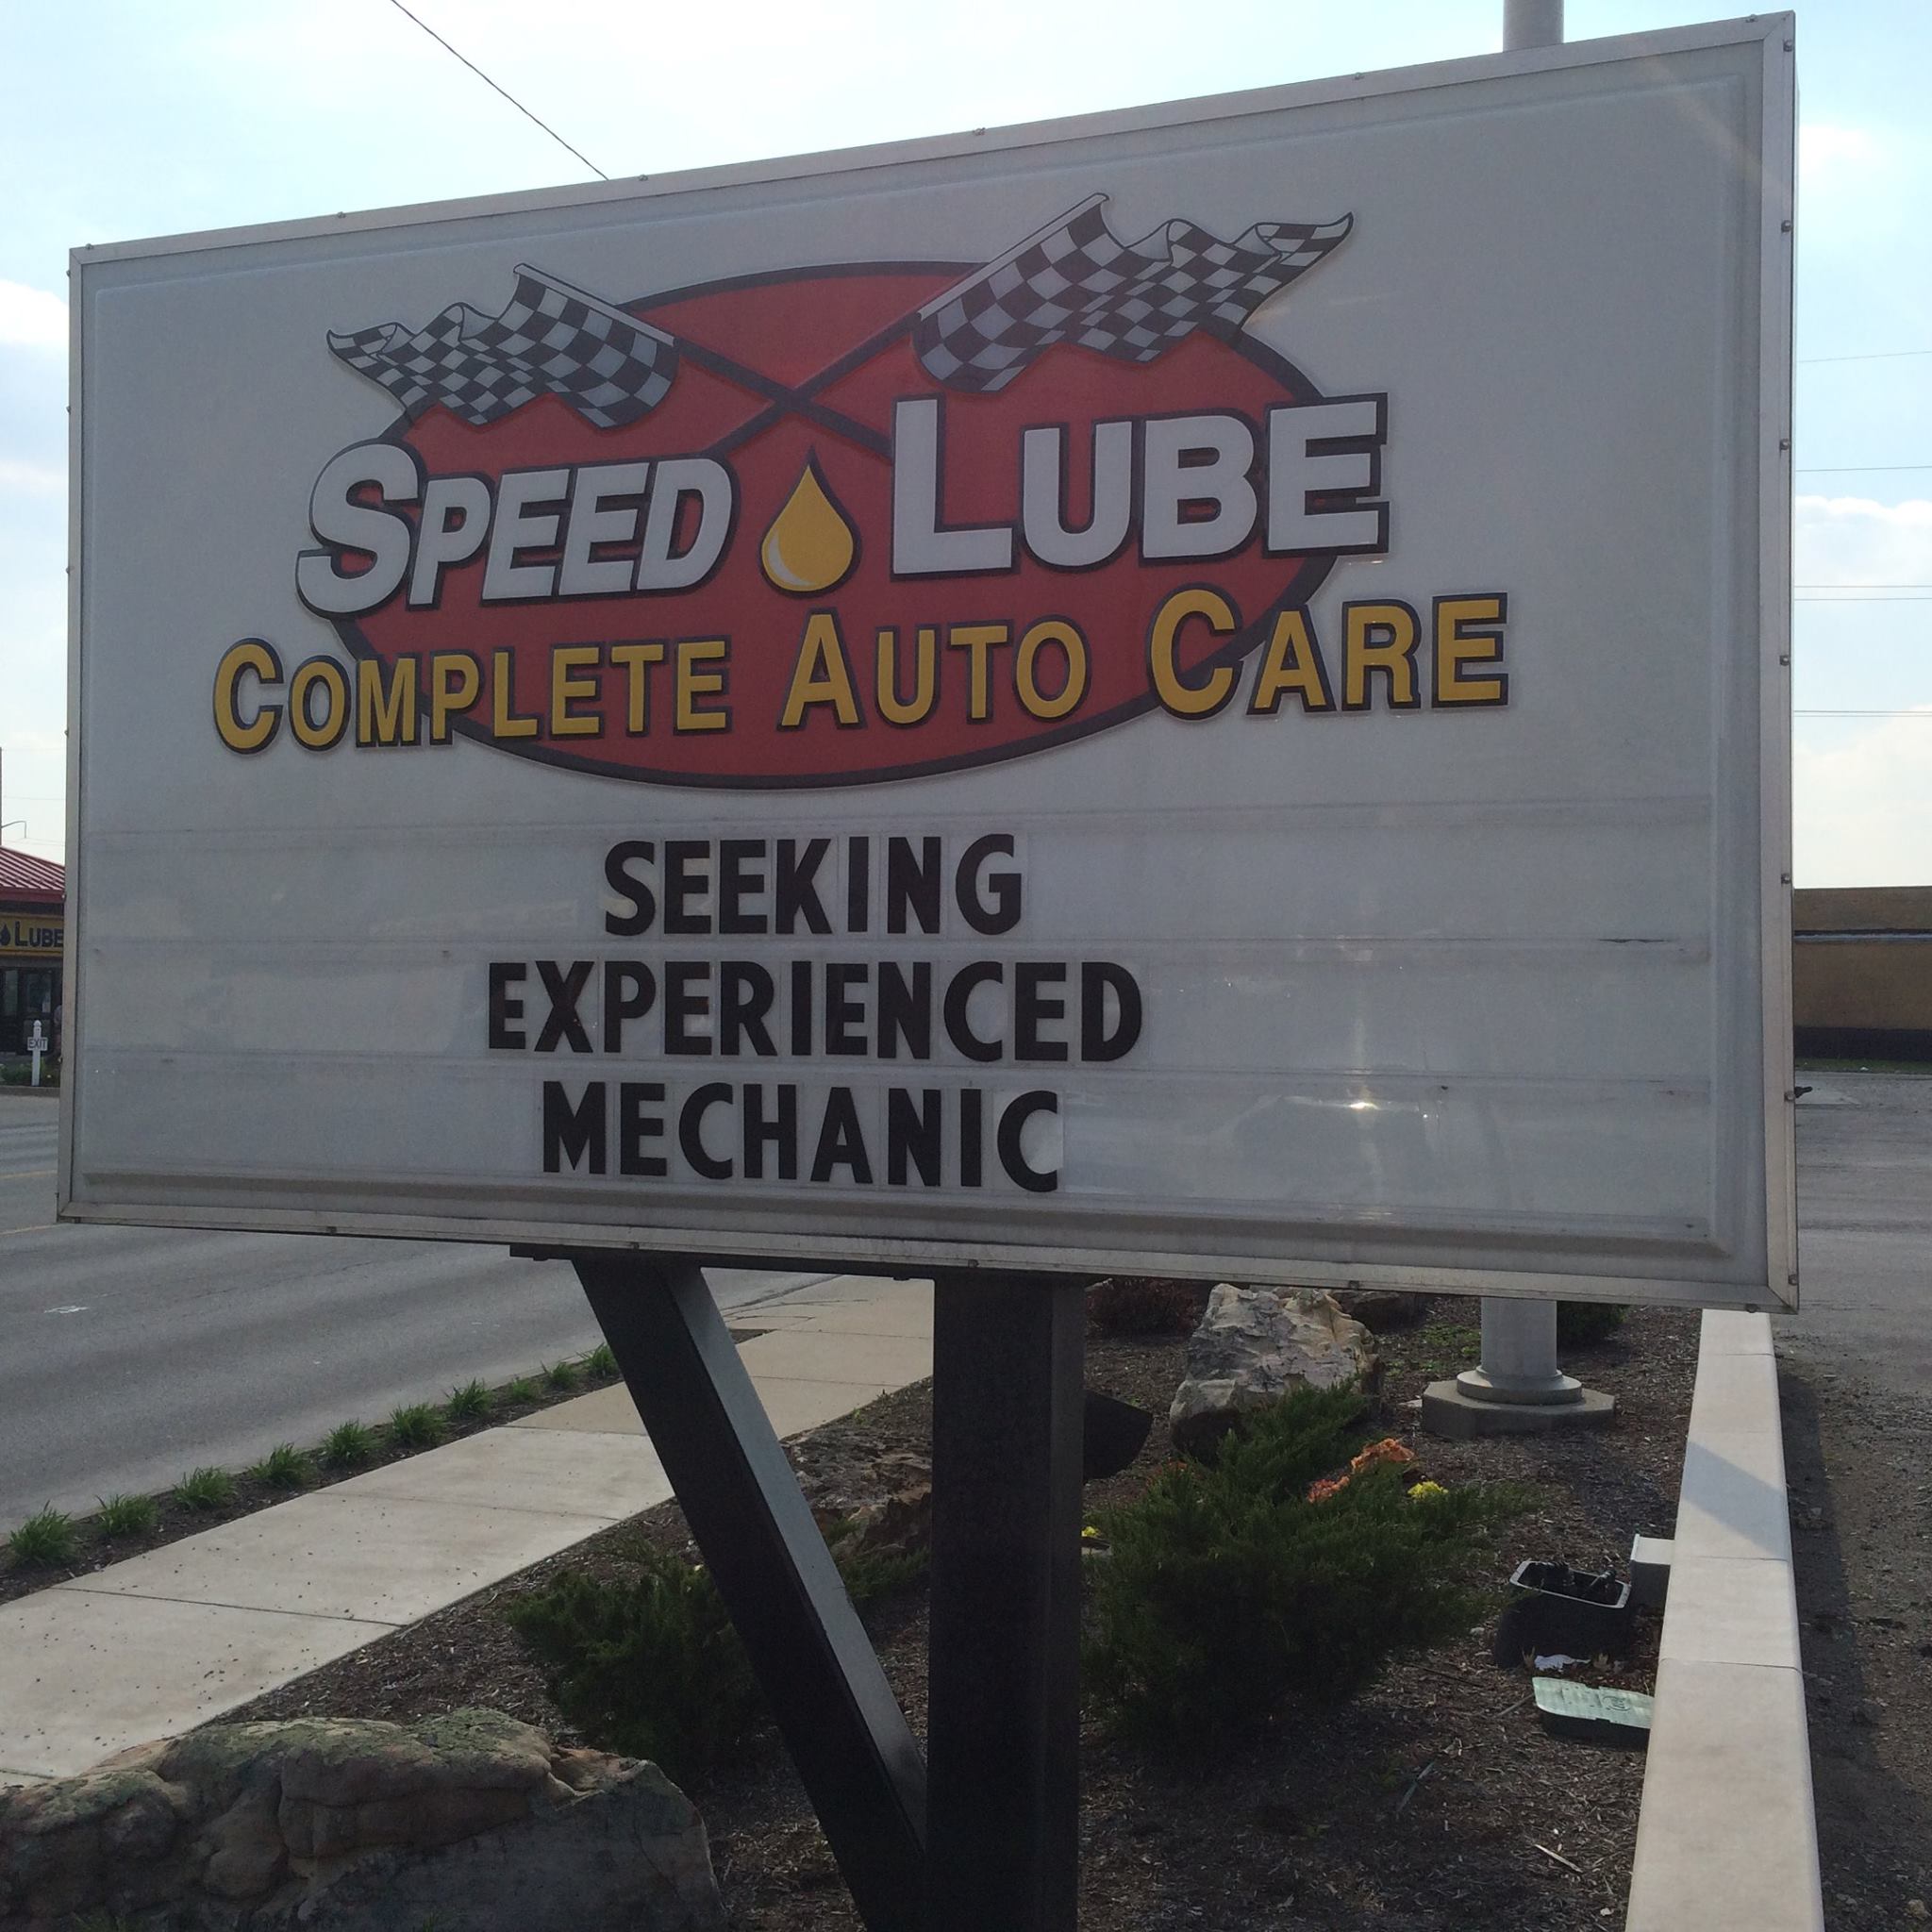 SPEED LUBE
COMPLETE AUTO CARE
SEEKING
EXPERIENCED
MECHANIC
LUBE
EXIT